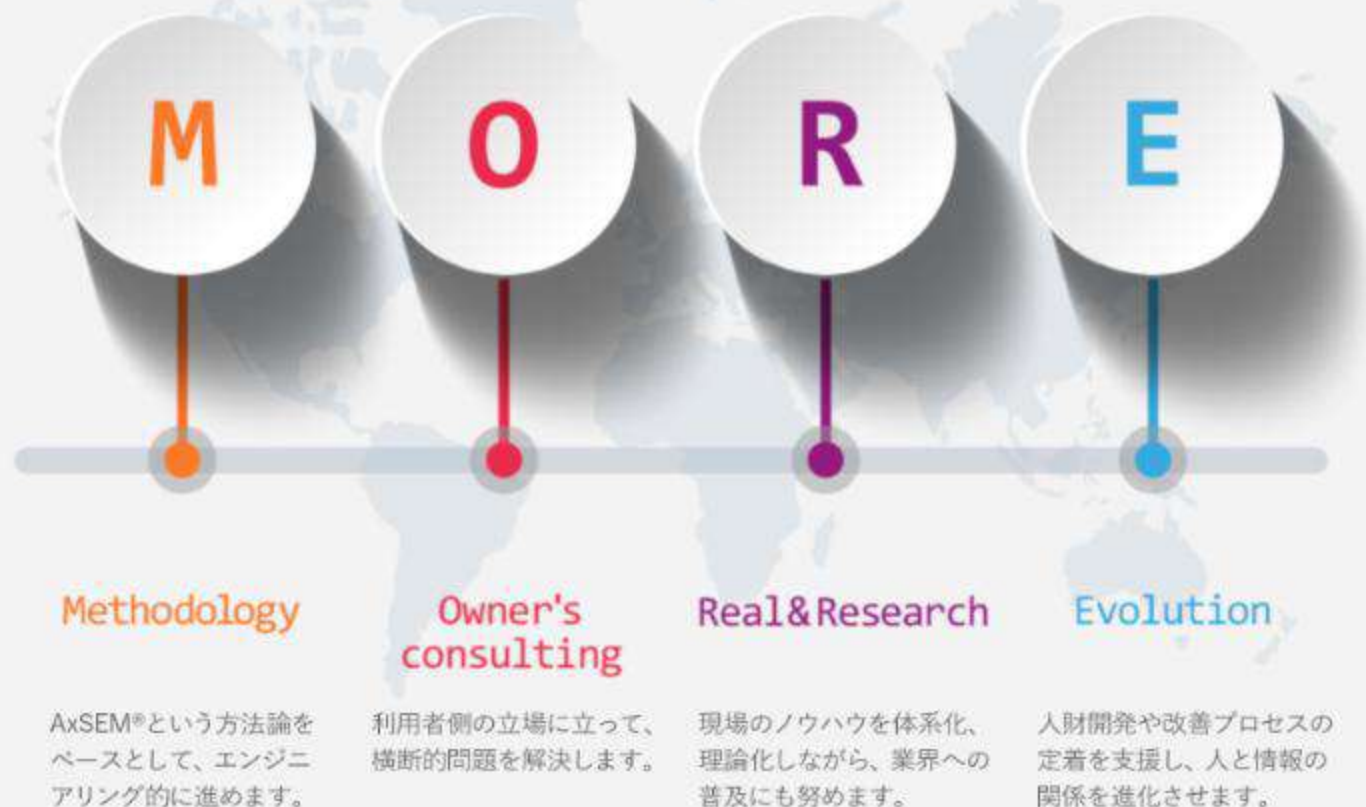 M
O
R
E
Methodology
AxSEM®という方法論を
ベースとして、エンジニ
アリング的に進めます。
Owner's
consulting
利用者側の立場に立って、
横断的問題を解決します。
Real&Research
現場のノウハウを体系化、
理論化しながら、業界への
普及にも努めます。
Evolution
人財開発や改善プロセスの
定着を支援し、人と情報の
関係を進化させます。